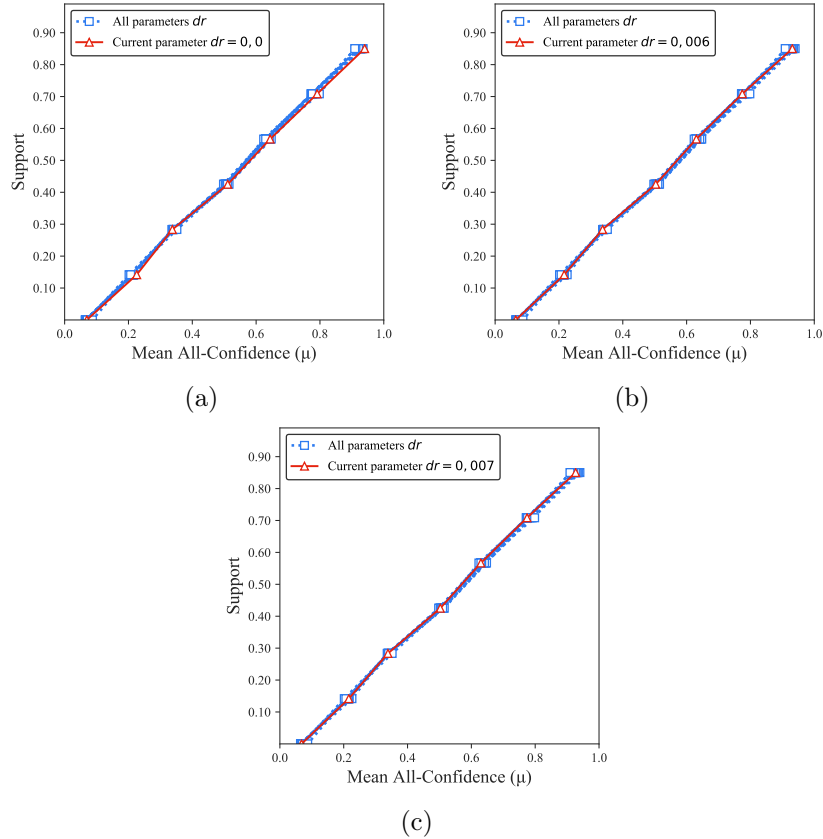 All parameters dr
Current parameter dr = 0, 0
0.90
0.80
0.70
0.60
0.50
0.40
0.30
0.20
0.10
Support
0.0 0.2 0.4 0.6 0.8 1.0
Mean All-Confidence (μ)
(a)
All parameters dr
Current parameter dr = 0, 006
0.90
0.80
0.70
0.60
0.50
0.40
0.30
0.20
0.10
Support
0.0 0.2 0.4 0.6 0.8 1.0
Mean All-Confidence (μ)
(b)
All parameters dr
Current parameter dr = 0, 007
0.90
0.80
0.70
0.60
0.50
0.40
0.30
0.20
0.10
Support
0.0 0.2 0.4 0.6 0.8 1.0
Mean All-Confidence (μ)
(c)